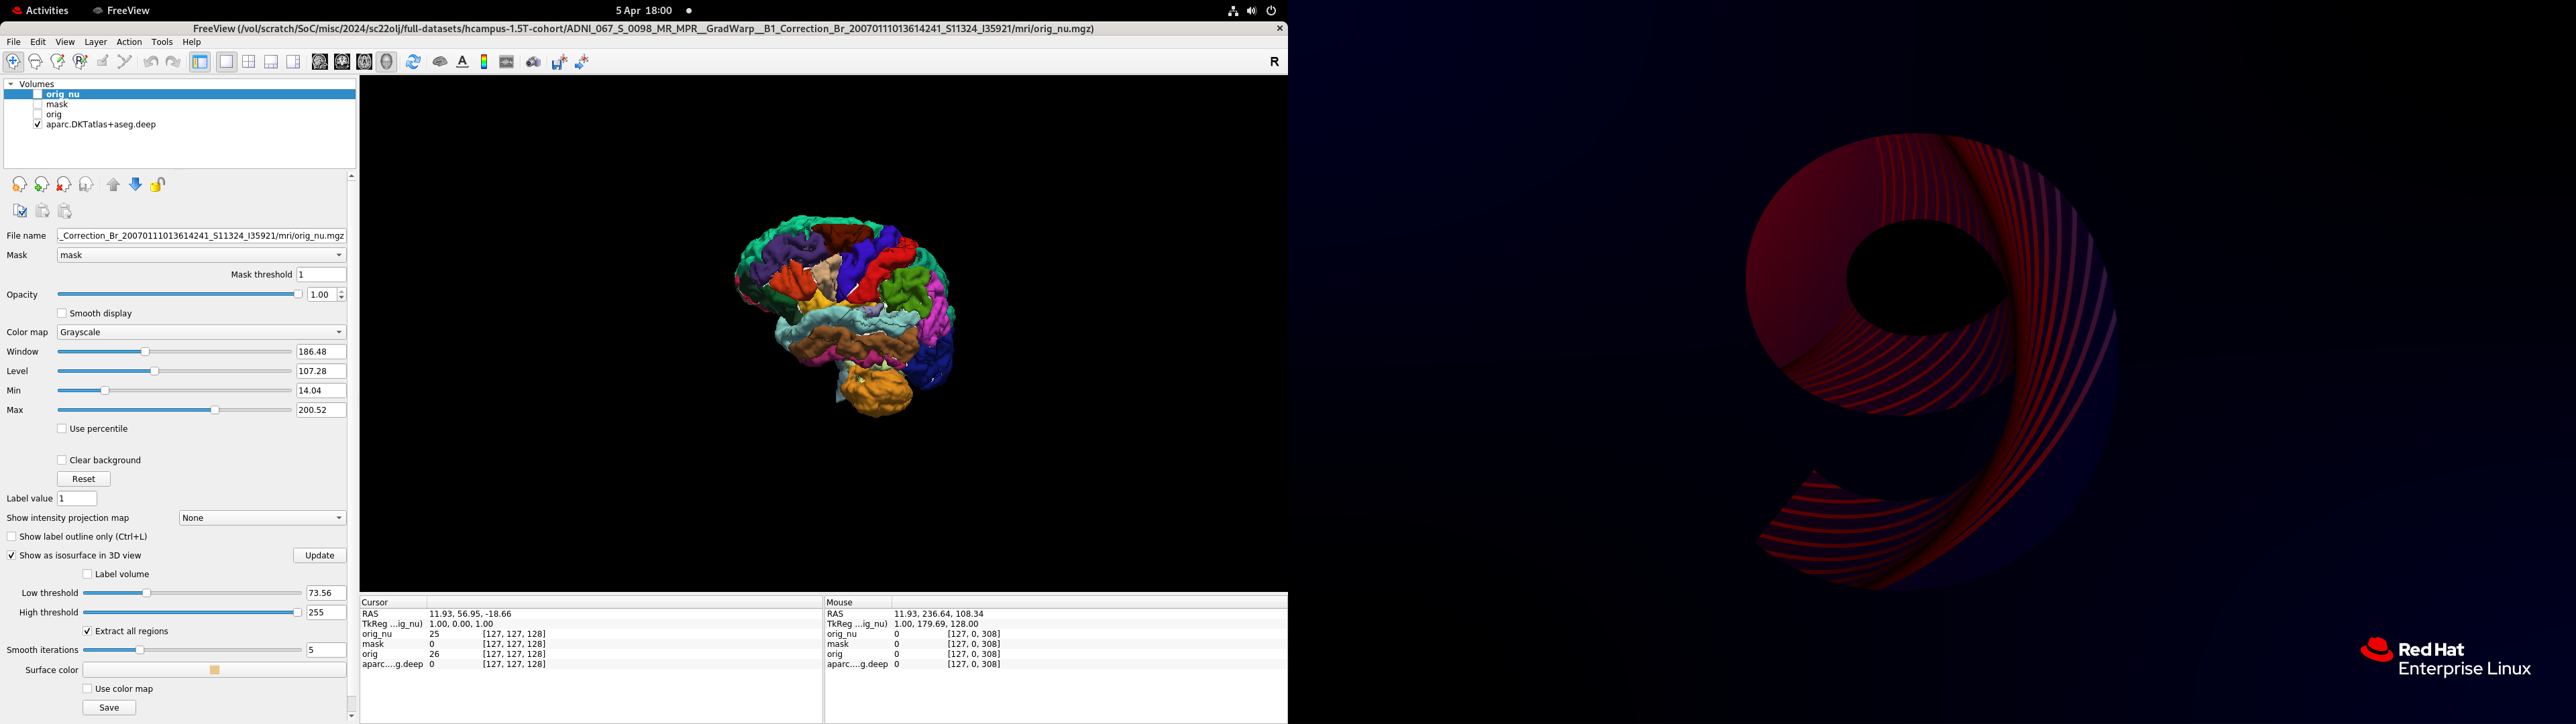 Activities
FreeView
5 Apr 18:00
FreeView (/vol/scratch/SoC/misc/2024/sc22olj/full-datasets/hcampus-1.5T-cohort/ADNI_067_S_0098_MR_MPR__GradWarp__B1_Correction_Br_20070111013614241_S11324_I35921/mri/orig_nu.mgz)
File Edit View Layer Action Tools Help
A
R
Volumes
orig_nu
mask
orig
aparc.DKTatlas+aseg.deep
File name _Correction_Br_20070111013614241_S11324_I35921/mri/orig_nu.mgz
Mask mask
Mask threshold 1
Opacity 1.00
Smooth display
Color map Grayscale
Window 186.48
Level 107.28
Min 14.04
Max 200.52
Use percentile
Clear background
Reset
Label value 1
Show intensity projection map None
Show label outline only (Ctrl+L)
Show as isosurface in 3D view Update
Label volume
Low threshold 73.56
High threshold 255
Extract all regions
Smooth iterations 5
Surface color
Use color map
Save
Cursor
RAS 11.93, 56.95, -18.66
TkReg ...ig_nu) 1.00, 0.00, 1.00
orig_nu 25 [127, 127, 128]
mask 0 [127, 127, 128]
orig 26 [127, 127, 128]
aparc....g.deep 0 [127, 127, 128]
Mouse
RAS 11.93, 236.64, 108.34
TkReg ...ig_nu) 1.00, 179.69, 128.00
orig_nu 0 [127, 0, 308]
mask 0 [127, 0, 308]
orig 0 [127, 0, 308]
aparc....g.deep 0 [127, 0, 308]
9
Red Hat
Enterprise Linux